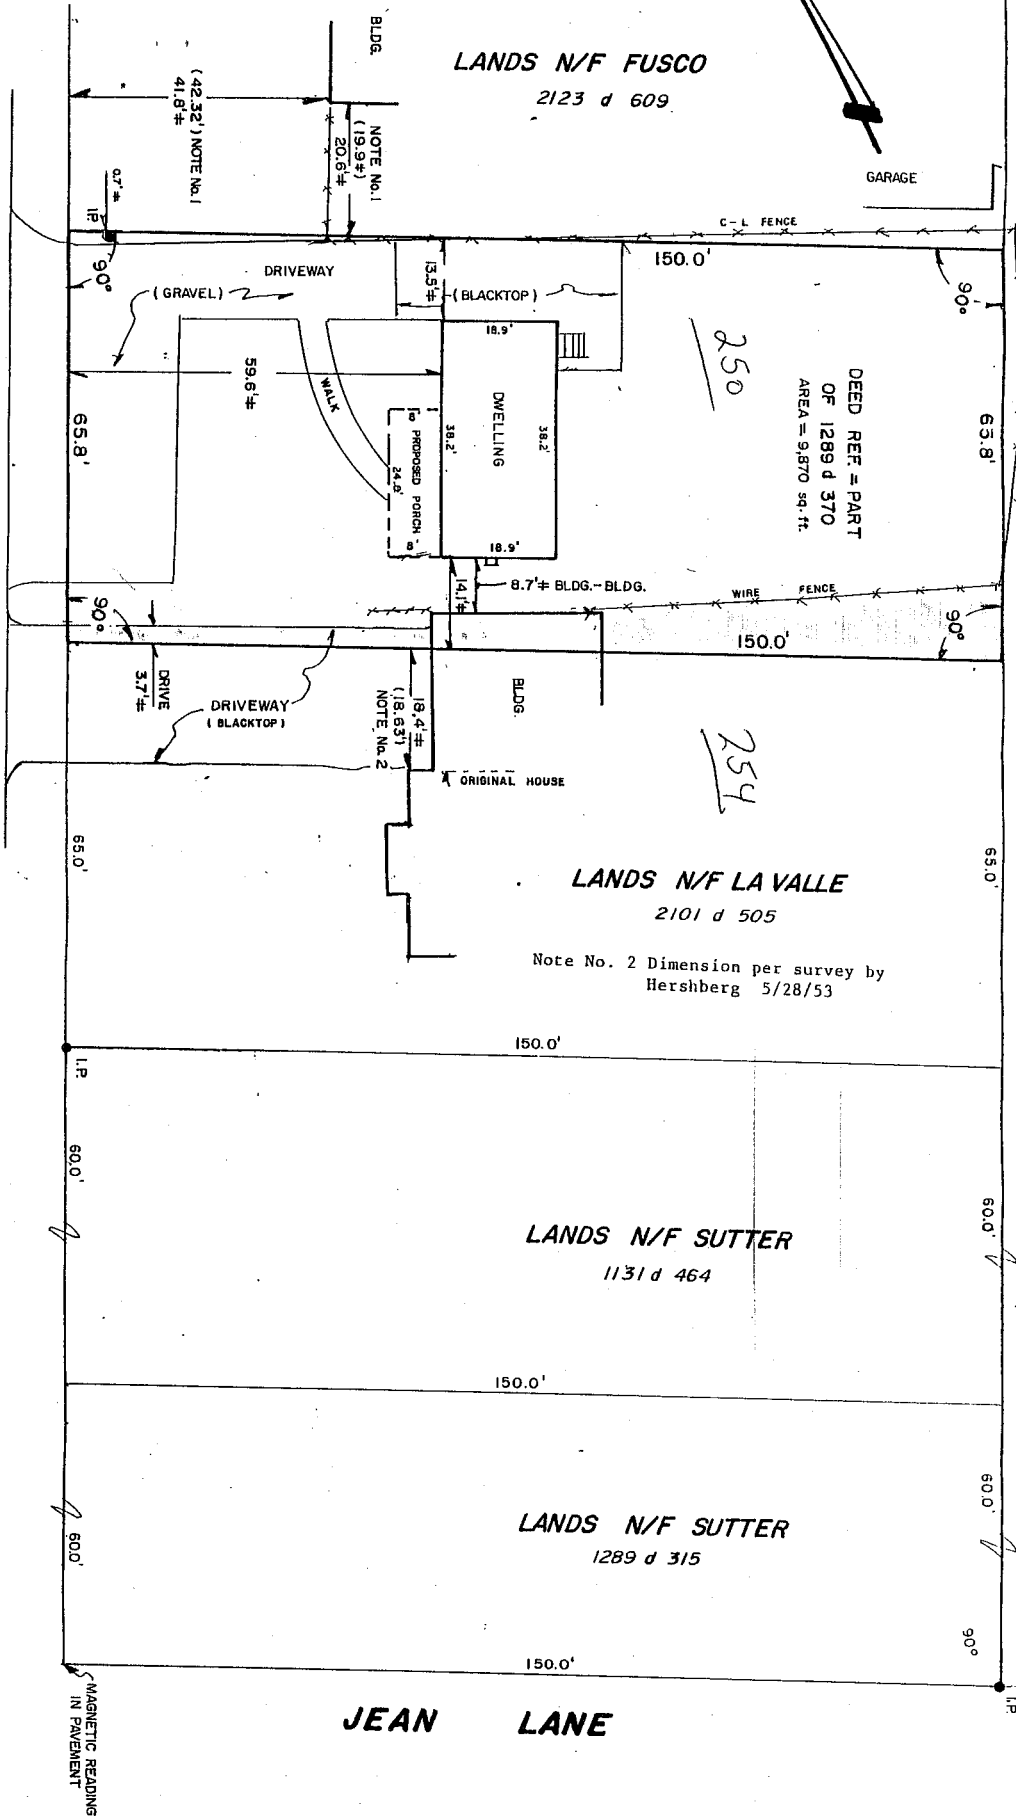 BLDG.
LANDS N/F FUSCO
2123 d 609
GARAGE
(42.32') NOTE No.1
41.8'±
NOTE No.1
(19.9'±)
20.6'±
0.7'±
I.P.
C-L FENCE
150.0'
90°
90°
DRIVEWAY
(GRAVEL)
13.5'±
(BLACKTOP)
18.9'
250
59.6'±
WALK
DWELLING
38.2'
38.2'
8'
PROPOSED PORCH
24.0'
8'
18.9'
DEED REF. = PART
OF 1289 d 370
AREA = 9,870 sq. ft.
65.8'
65.8'
14.1'±
8.7'± BLDG.-BLDG.
WIRE FENCE
90°
90°
150.0'
DRIVE
3.7'±
DRIVEWAY
(BLACKTOP)
18.4'±
(18.63')
NOTE No. 2
BLDG.
ORIGINAL HOUSE
254
65.0'
65.0'
LANDS N/F LA VALLE
2101 d 505
Note No. 2 Dimension per survey by
Hershberg 5/28/53
150.0'
I.P.
60.0'
60.0'
LANDS N/F SUTTER
1131 d 464
150.0'
60.0'
60.0'
LANDS N/F SUTTER
1289 d 315
90°
150.0'
I.P.
MAGNETIC READING
IN PAVEMENT
JEAN LANE